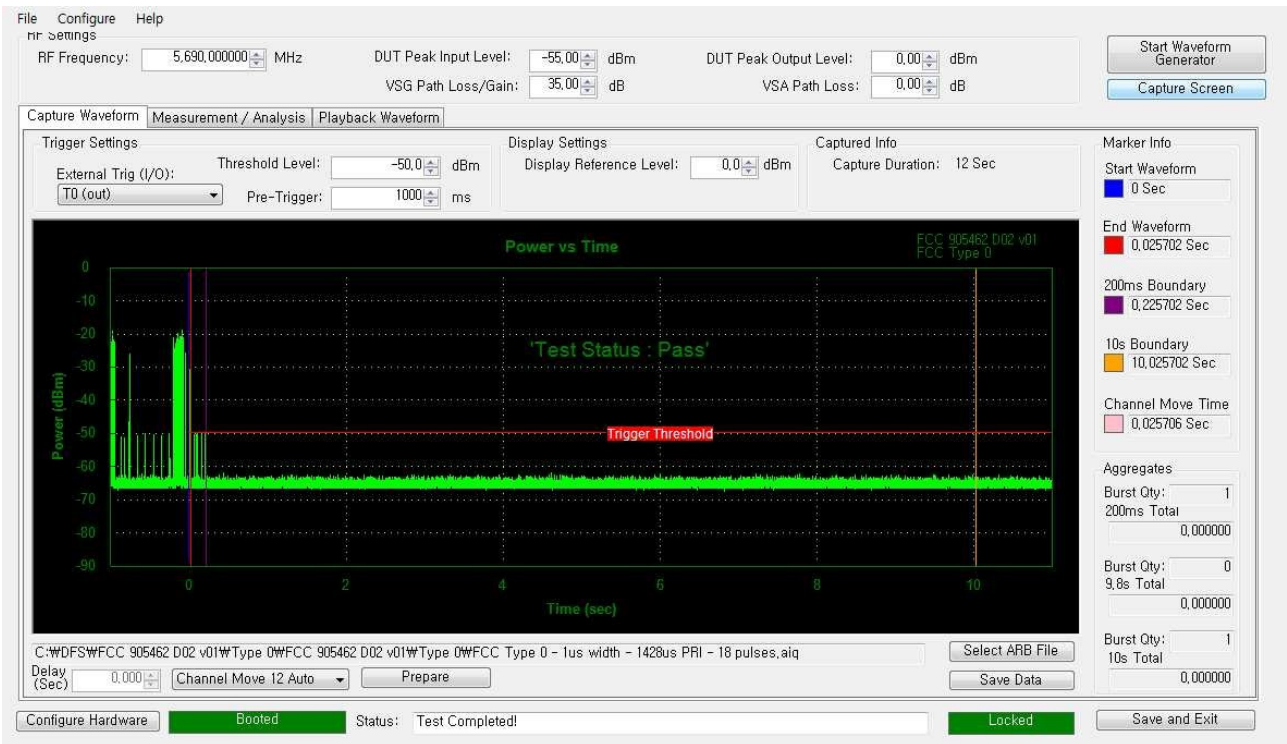 File Configure Help
RF Settings
RF Frequency: 5,690,000000 MHz DUT Peak Input Level: -55,00 dBm DUT Peak Output Level: 0,00 dBm
VSG Path Loss/Gain: 35,00 dB VSA Path Loss: 0,00 dB
Start Waveform
Generator
Capture Screen
Capture Waveform Measurement / Analysis Playback Waveform
Trigger Settings
External Trig (I/O):
T0 (out)
Threshold Level: -50,0 dBm
Pre-Trigger: 1000 ms
Display Settings
Display Reference Level: 0,0 dBm
Captured Info
Capture Duration: 12 Sec
Power vs Time
FCC 905462 D02 v01
FCC Type 0
'Test Status : Pass'
Trigger Threshold
Power (dBm)
0
-10
-20
-30
-40
-50
-60
-70
-80
-90
0 2 4 6 8 10
Time (sec)
Marker Info
Start Waveform
0 Sec
End Waveform
0,025702 Sec
200ms Boundary
0,225702 Sec
10s Boundary
10,025702 Sec
Channel Move Time
0,025706 Sec
Aggregates
Burst Qty: 1
200ms Total
0,000000
Burst Qty: 0
9,8s Total
0,000000
Burst Qty: 1
10s Total
0,000000
C:₩DFS₩FCC 905462 D02 v01₩Type 0₩FCC 905462 D02 v01₩Type 0₩FCC Type 0 - 1us width - 1428us PRI - 18 pulses,aiq
Select ARB File
Delay
(Sec)
0,000 Channel Move 12 Auto Prepare Save Data
Configure Hardware Booted Status: Test Completed! Locked Save and Exit